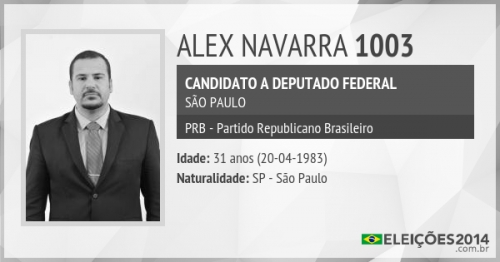 ALEX NAVARRA 1003
CANDIDATO A DEPUTADO FEDERAL
SÃO PAULO
PRB - Partido Republicano Brasileiro
Idade: 31 anos (20-04-1983)
Naturalidade: SP - São Paulo
ELEIÇÕES2014
.com.br